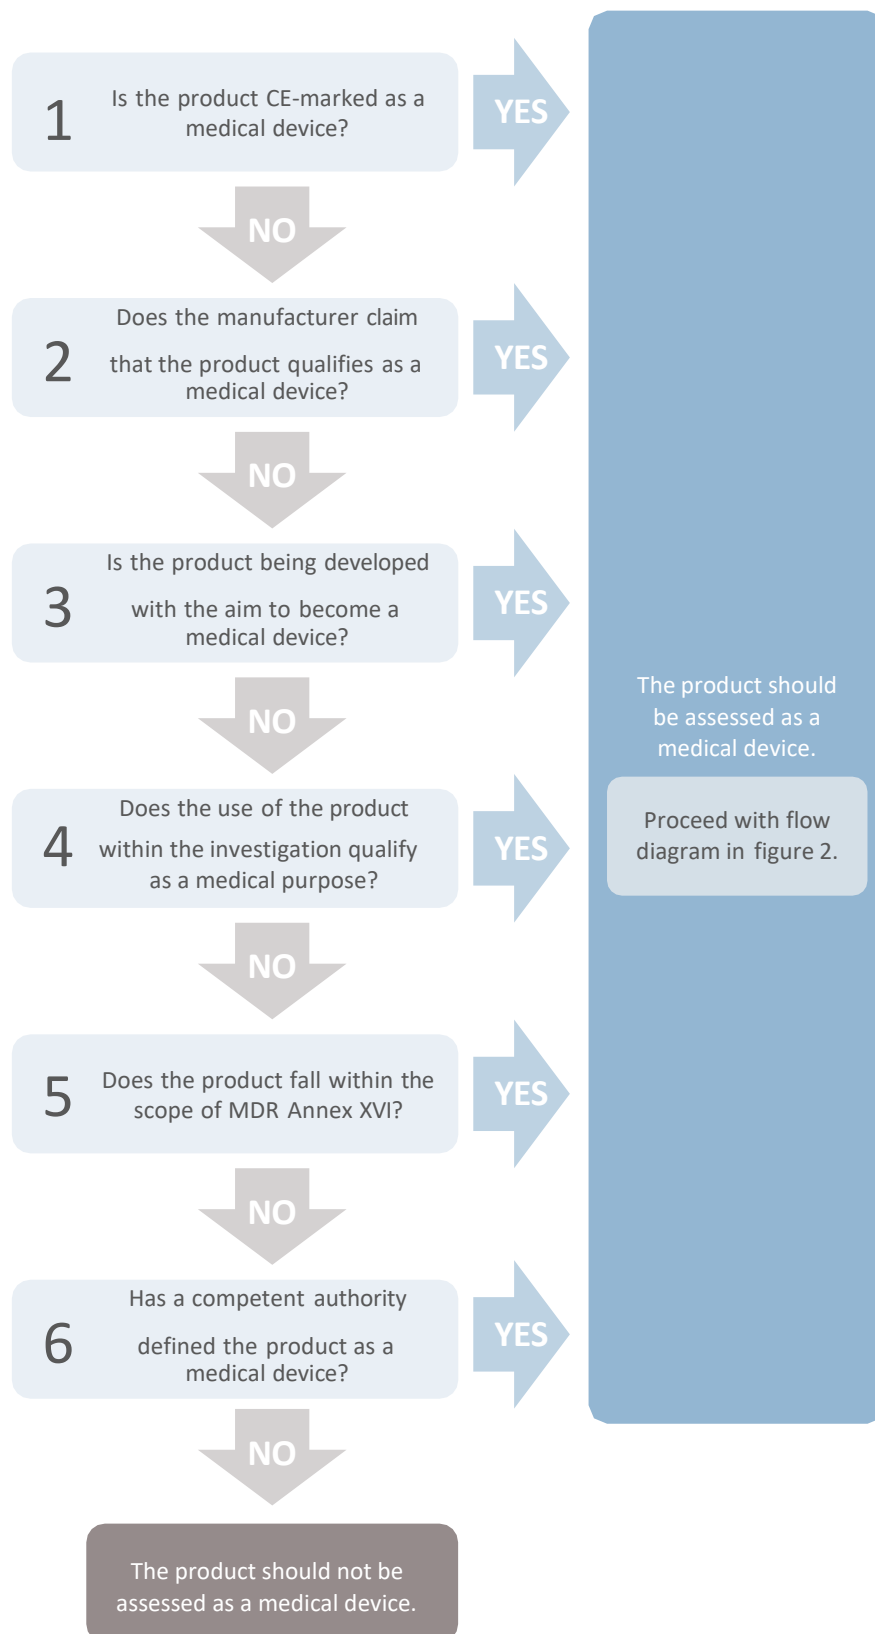 1
Is the product CE-marked as a
medical device?
YES
NO
2
Does the manufacturer claim
that the product qualifies as a
medical device?
YES
NO
3
Is the product being developed
with the aim to become a
medical device?
YES
NO
4
Does the use of the product
within the investigation qualify
as a medical purpose?
YES
NO
5
Does the product fall within the
scope of MDR Annex XVI?
YES
NO
6
Has a competent authority
defined the product as a
medical device?
YES
NO
The product should not be
assessed as a medical device.
The product should
be assessed as a
medical device.
Proceed with flow
diagram in figure 2.